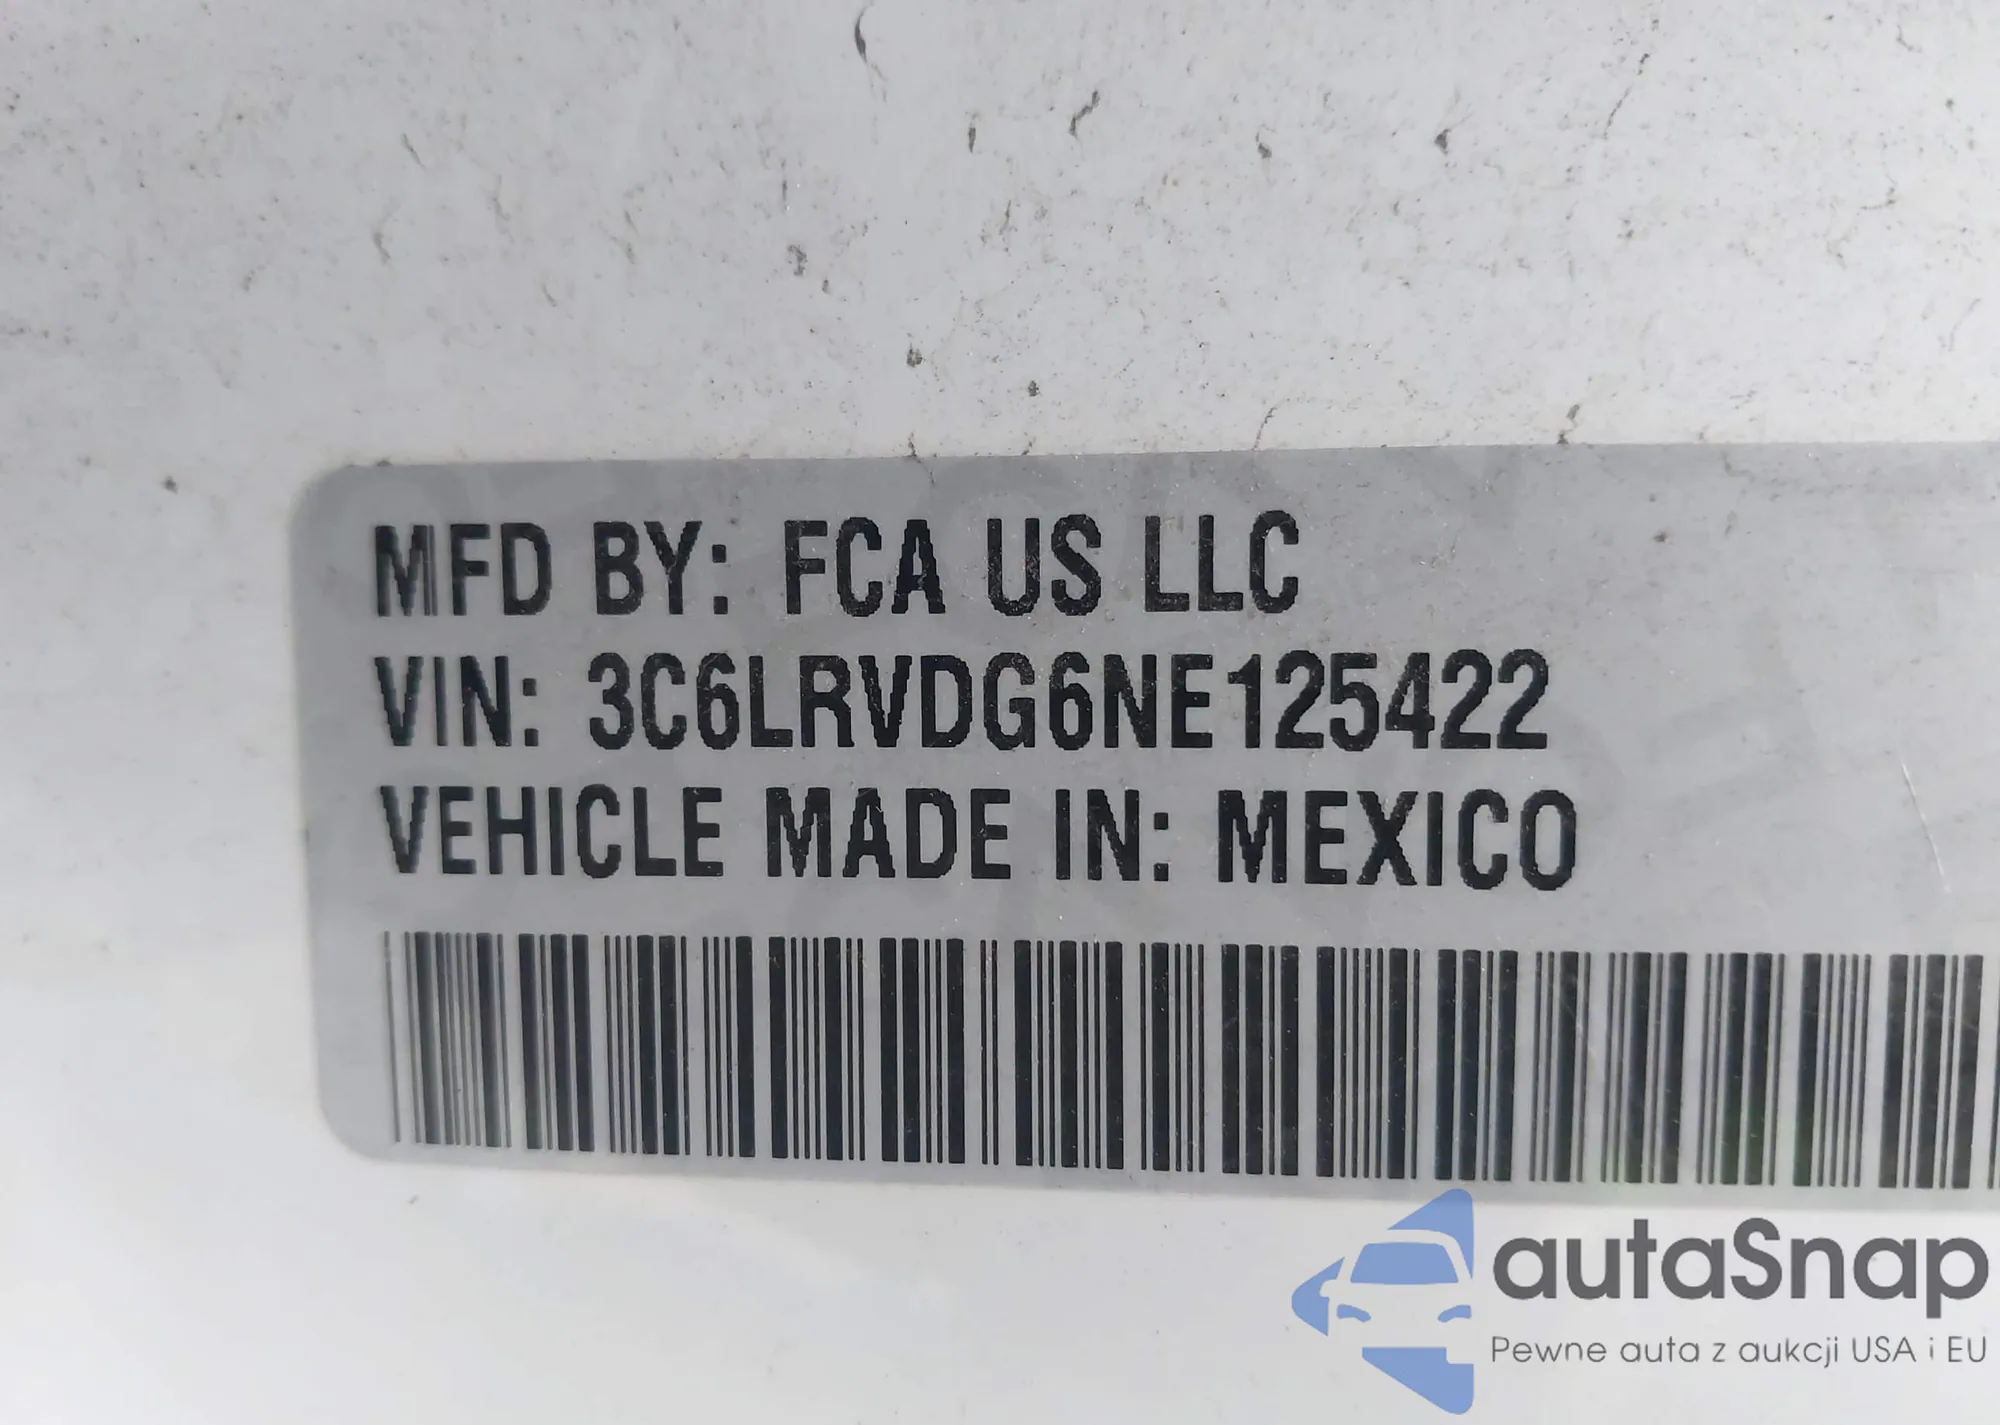 MFD BY: FCA US LLC
VIN: 3C6LRVDG6NE125422
VEHICLE MADE IN: MEXICO
autaSnap
Pewne auta z aukcji USA i EU